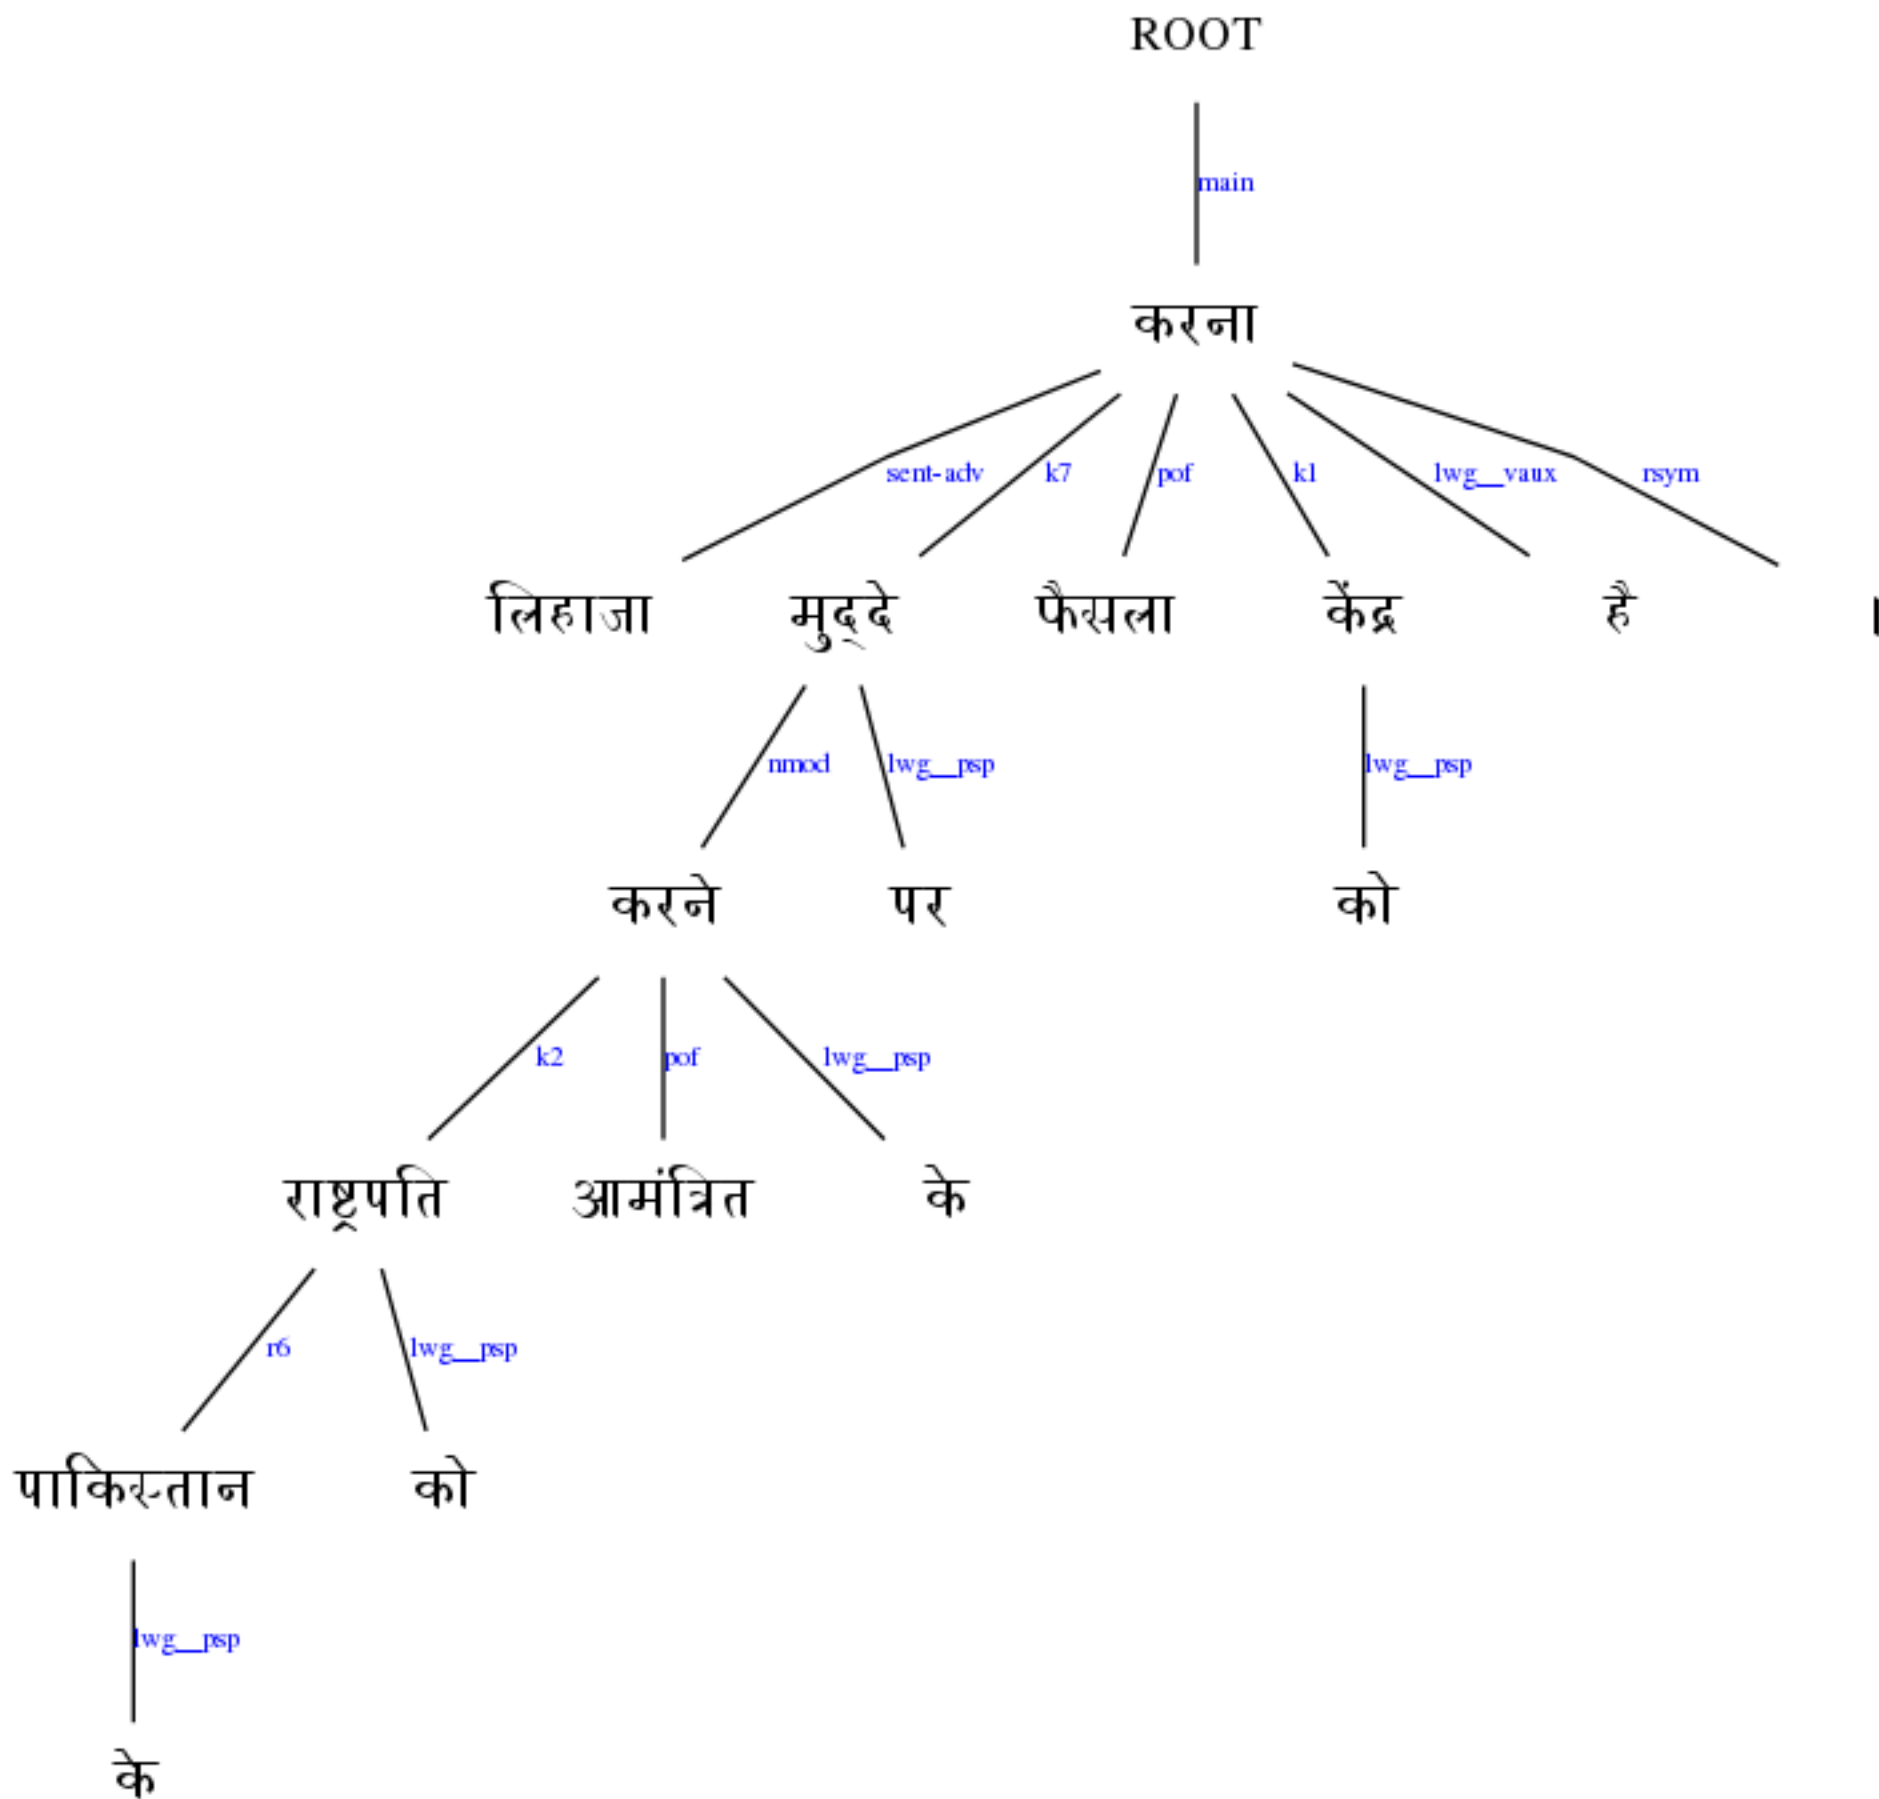 ROOT
main
करना
sent-adv k7 pof k1 lwg__vaux rsym
लिहाजा मुद्दे फैसला केंद्र है ।
nmod lwg__psp lwg__psp
करने पर को
k2 pof lwg__psp
राष्ट्रपति आमंत्रित के
r6 lwg__psp
पाकिस्तान को
lwg__psp
के